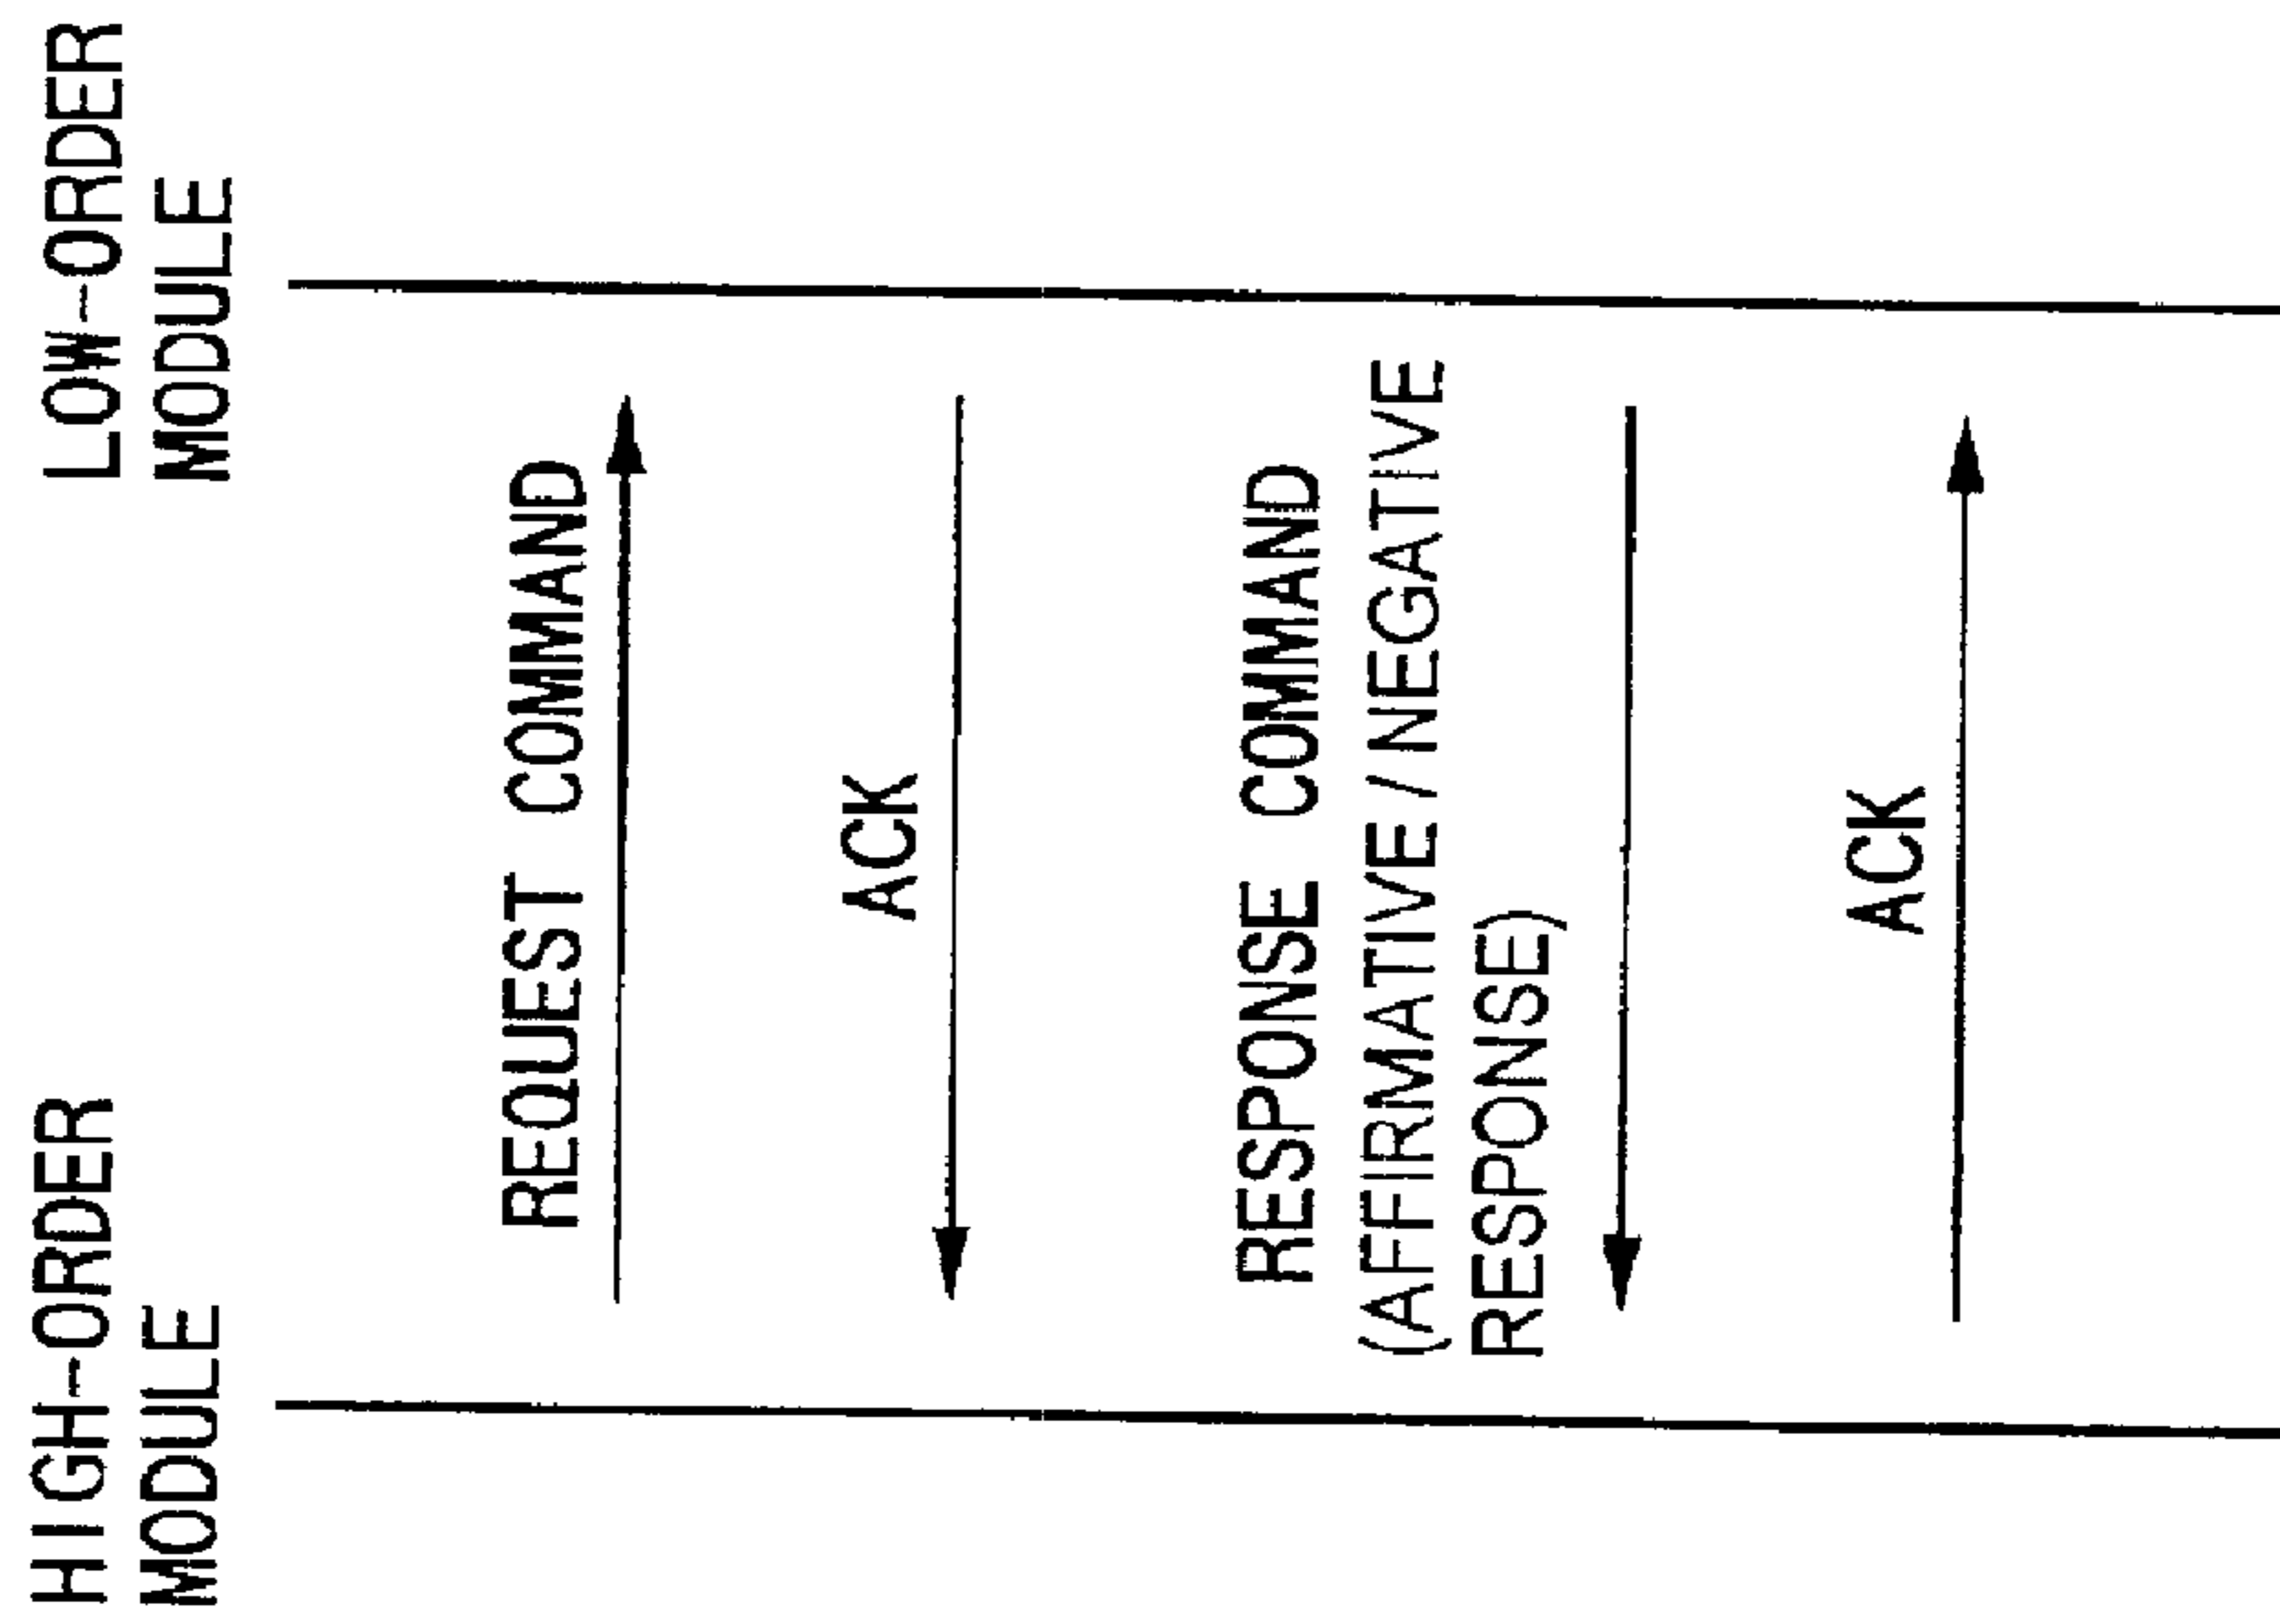 HIGH-ORDER
MODULE
LOW-ORDER
MODULE
REQUEST COMMAND
ACK
RESPONSE COMMAND
(AFFIRMATIVE / NEGATIVE
RESPONSE)
ACK